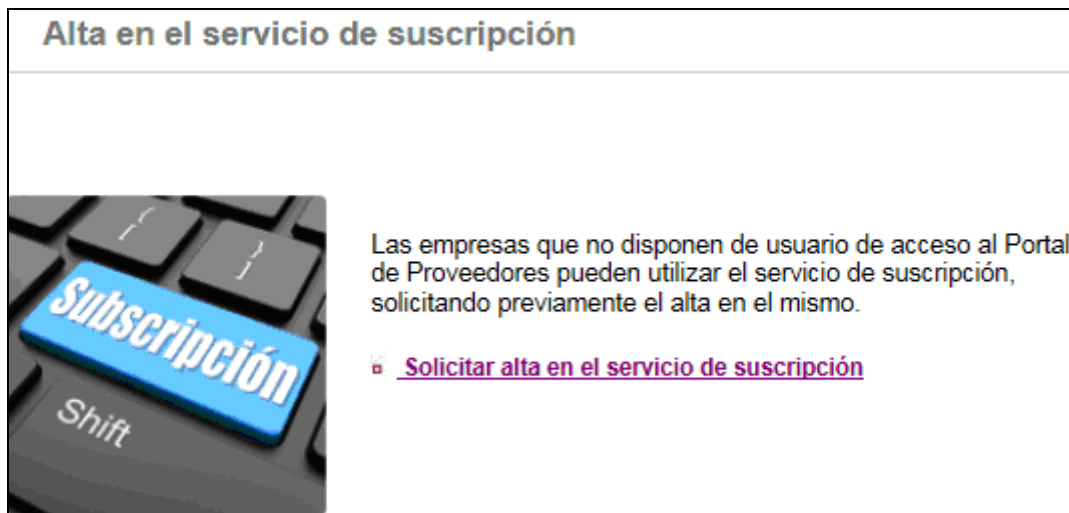 Alta en el servicio de suscripción
Las empresas que no disponen de usuario de acceso al Portal
de Proveedores pueden utilizar el servicio de suscripción,
solicitando previamente el alta en el mismo.
Solicitar alta en el servicio de suscripción
{ [
} ]
Subscripción
Shift